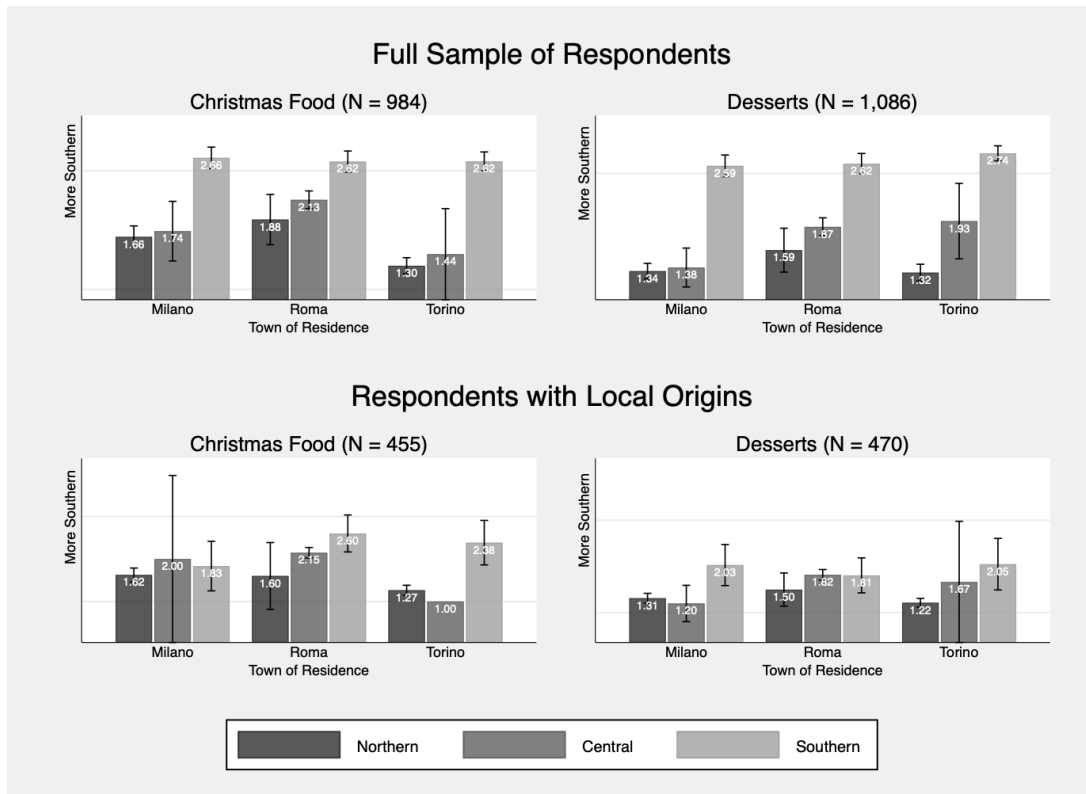 Full Sample of Respondents
Christmas Food (N = 984)
More Southern
1.66 1.74 2.66 1.88 2.13 2.62 1.30 1.44 2.62
Milano Roma Torino
Town of Residence
Desserts (N = 1,086)
More Southern
1.34 1.38 2.59 1.59 1.87 2.62 1.32 1.93 2.74
Milano Roma Torino
Town of Residence
Respondents with Local Origins
Christmas Food (N = 455)
More Southern
1.62 2.00 1.83 1.60 2.15 2.60 1.27 1.00 2.38
Milano Roma Torino
Town of Residence
Desserts (N = 470)
More Southern
1.31 1.20 2.03 1.50 1.82 1.81 1.22 1.67 2.05
Milano Roma Torino
Town of Residence
Northern Central Southern